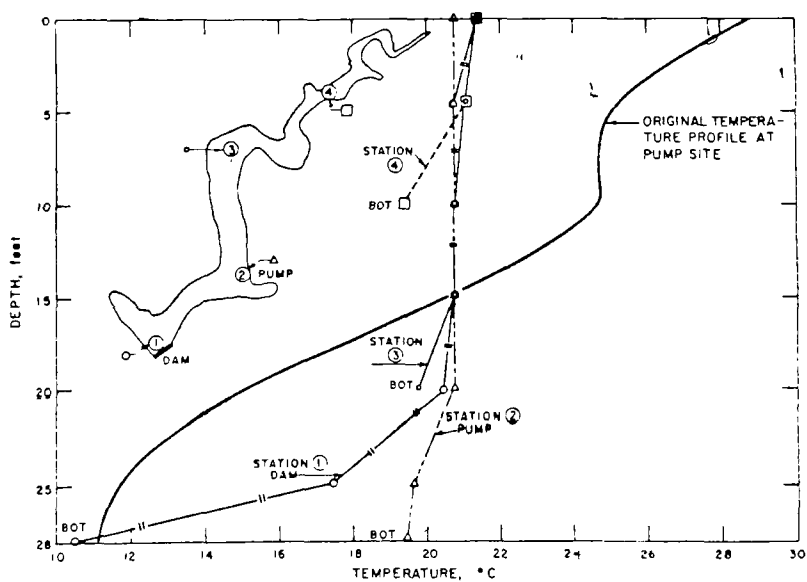 0
5
10
15
20
25
28
DEPTH, feet
10
12
14
16
18
20
22
24
26
28
30
TEMPERATURE, °C
4
3
2
PUMP
1
DAM
STATION
4
BOT
ORIGINAL TEMPERA-
TURE PROFILE AT
PUMP SITE
STATION
3
BOT
STATION 2
PUMP
STATION 1
DAM
BOT
BOT